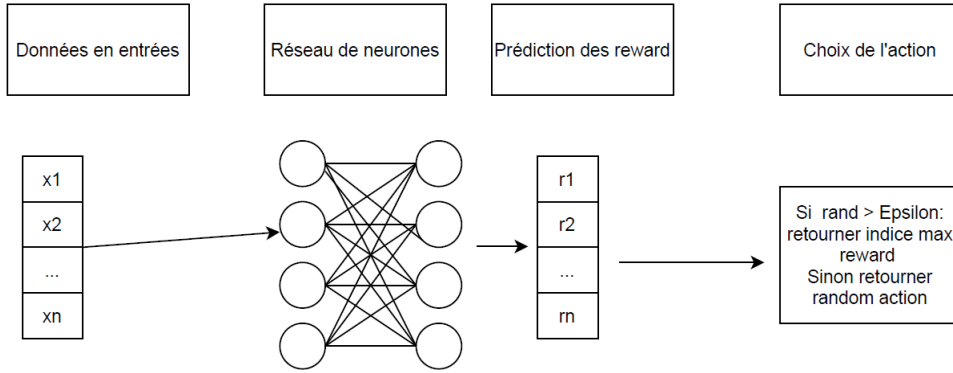 Données en entrées
Réseau de neurones
Prédiction des reward
Choix de l'action
x1
x2
...
xn
r1
r2
...
rn
Si rand > Epsilon:
retourner indice max
reward
Sinon retourner
random action